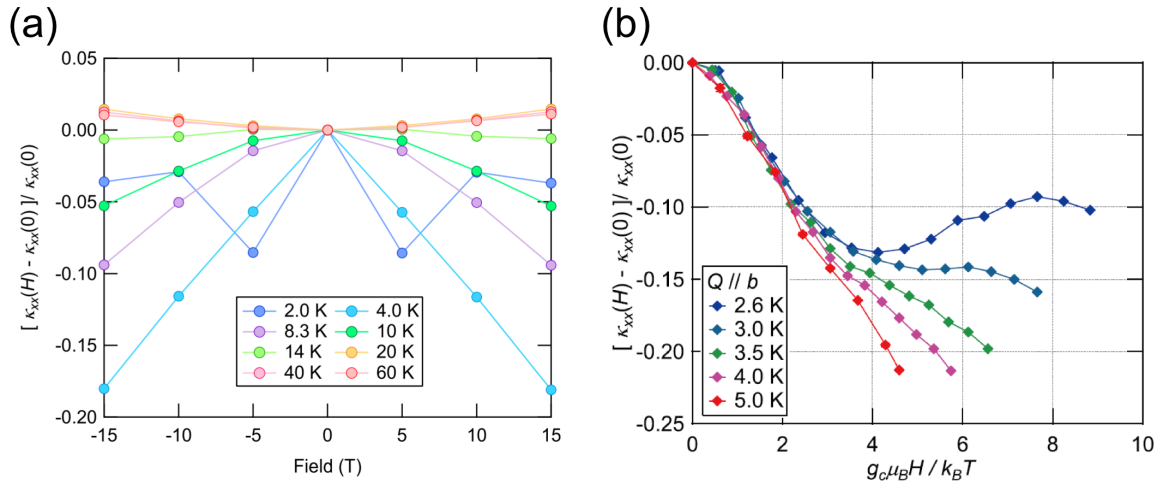 (a)
[ κxx(H) - κxx(0) ]/ κxx(0)
0.05
0.00
-0.05
-0.10
-0.15
-0.20
2.0 K 4.0 K
8.3 K 10 K
14 K 20 K
40 K 60 K
-15 -10 -5 0 5 10 15
Field (T)
(b)
[ κxx(H) - κxx(0) ]/ κxx(0)
0.00
-0.05
-0.10
-0.15
-0.20
-0.25
Q // b
2.6 K
3.0 K
3.5 K
4.0 K
5.0 K
0 2 4 6 8 10
gcμBH / kBT